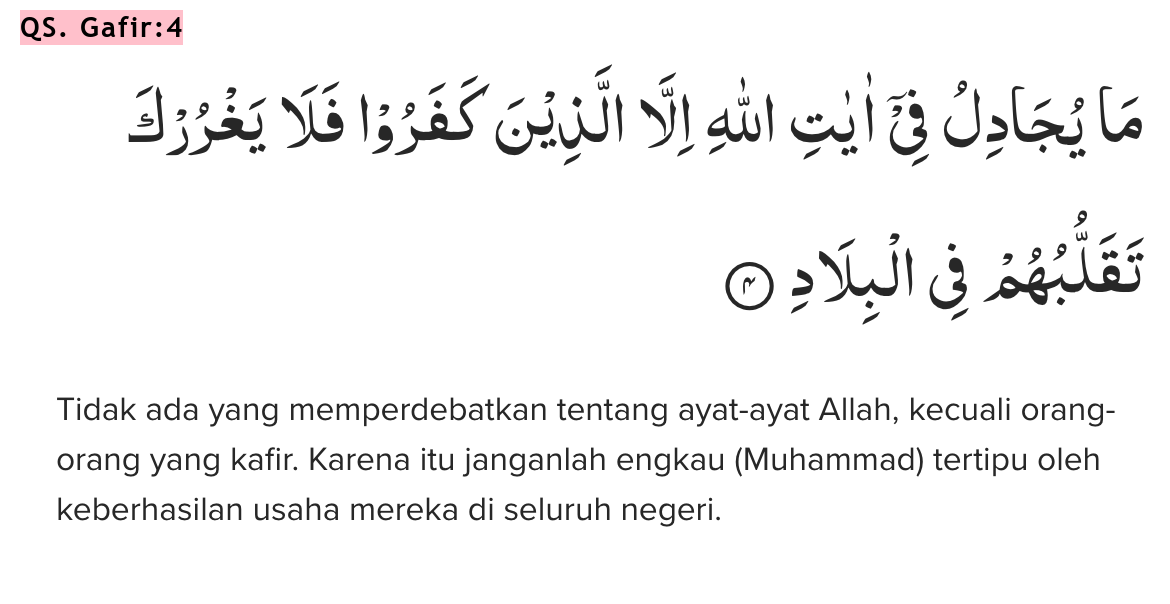 QS. Gafir:4
مَا يُجَادِلُ فِيْٓ اٰيٰتِ اللّٰهِ اِلَّا الَّذِيْنَ كَفَرُوْا فَلَا يَغْرُرْكَ
تَقَلُّبُهُمْ فِى الْبِلَادِ ۴
Tidak ada yang memperdebatkan tentang ayat-ayat Allah, kecuali orang-
orang yang kafir. Karena itu janganlah engkau (Muhammad) tertipu oleh
keberhasilan usaha mereka di seluruh negeri.